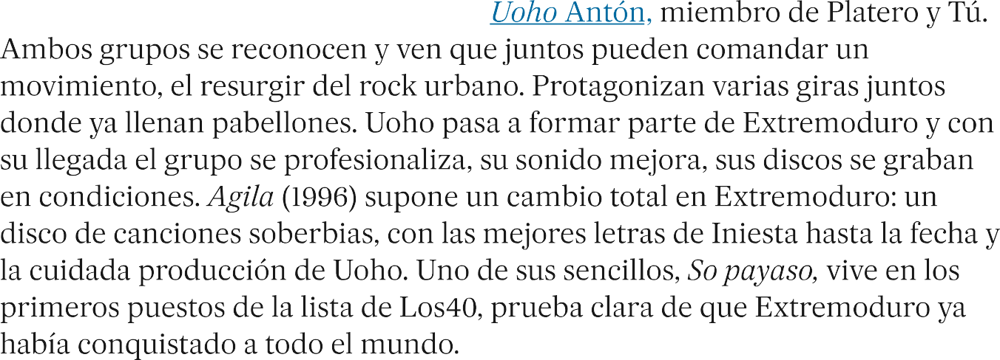 Uoho Antón, miembro de Platero y Tú.
Ambos grupos se reconocen y ven que juntos pueden comandar un
movimiento, el resurgir del rock urbano. Protagonizan varias giras juntos
donde ya llenan pabellones. Uoho pasa a formar parte de Extremoduro y con
su llegada el grupo se profesionaliza, su sonido mejora, sus discos se graban
en condiciones. Agila (1996) supone un cambio total en Extremoduro: un
disco de canciones soberbias, con las mejores letras de Iniesta hasta la fecha y
la cuidada producción de Uoho. Uno de sus sencillos, So payaso, vive en los
primeros puestos de la lista de Los40, prueba clara de que Extremoduro ya
había conquistado a todo el mundo.